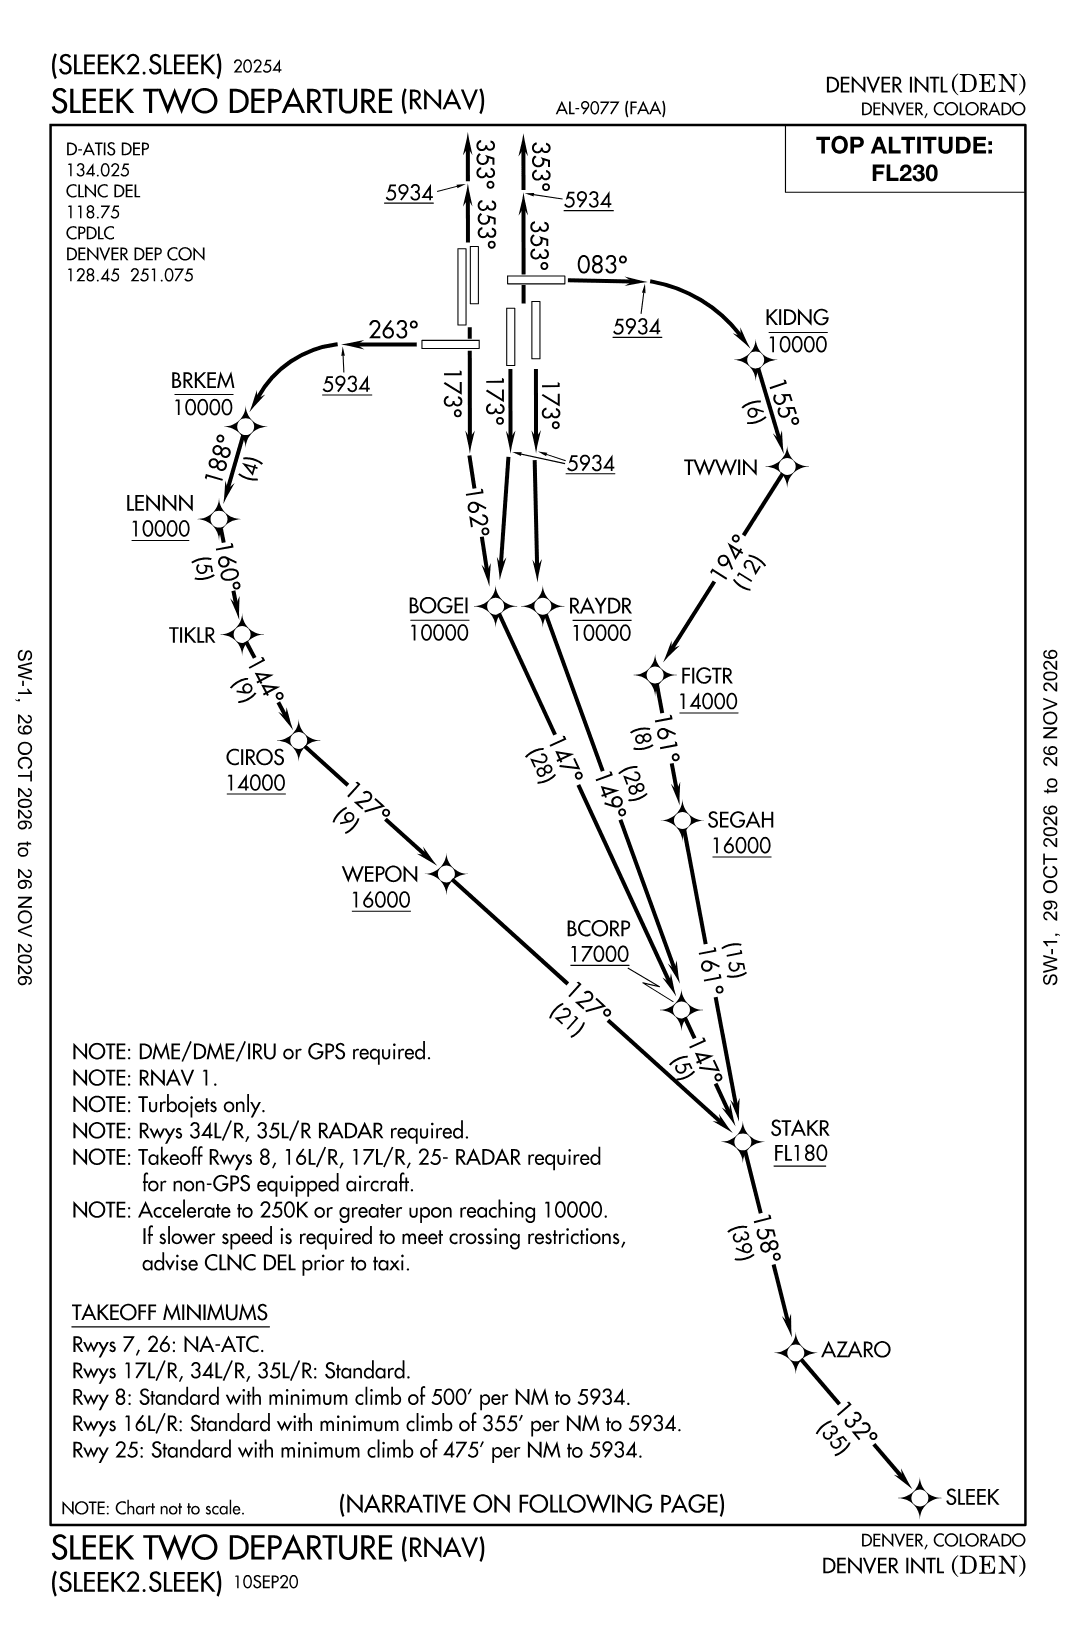 (SLEEK2.SLEEK) 20254
SLEEK TWO DEPARTURE (RNAV)
AL-9077 (FAA)
DENVER INTL (DEN)
DENVER, COLORADO
D-ATIS DEP
134.025
CLNC DEL
118.75
CPDLC
DENVER DEP CON
128.45 251.075
TOP ALTITUDE:
FL230
353°
353°
5934
353°
5934
353°
083°
5934
KIDNG
10000
263°
5934
BRKEM
10000
155°
(6)
173°
173°
173°
5934
188°
(4)
TWWIN
LENNN
10000
162°
160°
(5)
194°
(12)
BOGEI
10000
RAYDR
10000
TIKLR
144°
(9)
FIGTR
14000
161°
(8)
CIROS
14000
147°
(28)
149°
(28)
127°
(9)
SEGAH
16000
WEPON
16000
BCORP
17000
161°
(15)
127°
(21)
147°
(5)
STAKR
FL180
158°
(39)
AZARO
132°
(35)
SLEEK
NOTE: DME/DME/IRU or GPS required.
NOTE: RNAV 1.
NOTE: Turbojets only.
NOTE: Rwys 34L/R, 35L/R RADAR required.
NOTE: Takeoff Rwys 8, 16L/R, 17L/R, 25- RADAR required
for non-GPS equipped aircraft.
NOTE: Accelerate to 250K or greater upon reaching 10000.
If slower speed is required to meet crossing restrictions,
advise CLNC DEL prior to taxi.
TAKEOFF MINIMUMS
Rwys 7, 26: NA-ATC.
Rwys 17L/R, 34L/R, 35L/R: Standard.
Rwy 8: Standard with minimum climb of 500' per NM to 5934.
Rwys 16L/R: Standard with minimum climb of 355' per NM to 5934.
Rwy 25: Standard with minimum climb of 475' per NM to 5934.
NOTE: Chart not to scale.
(NARRATIVE ON FOLLOWING PAGE)
SW-1, 29 OCT 2026 to 26 NOV 2026
SW-1, 29 OCT 2026 to 26 NOV 2026
SLEEK TWO DEPARTURE (RNAV)
(SLEEK2.SLEEK) 10SEP20
DENVER, COLORADO
DENVER INTL (DEN)